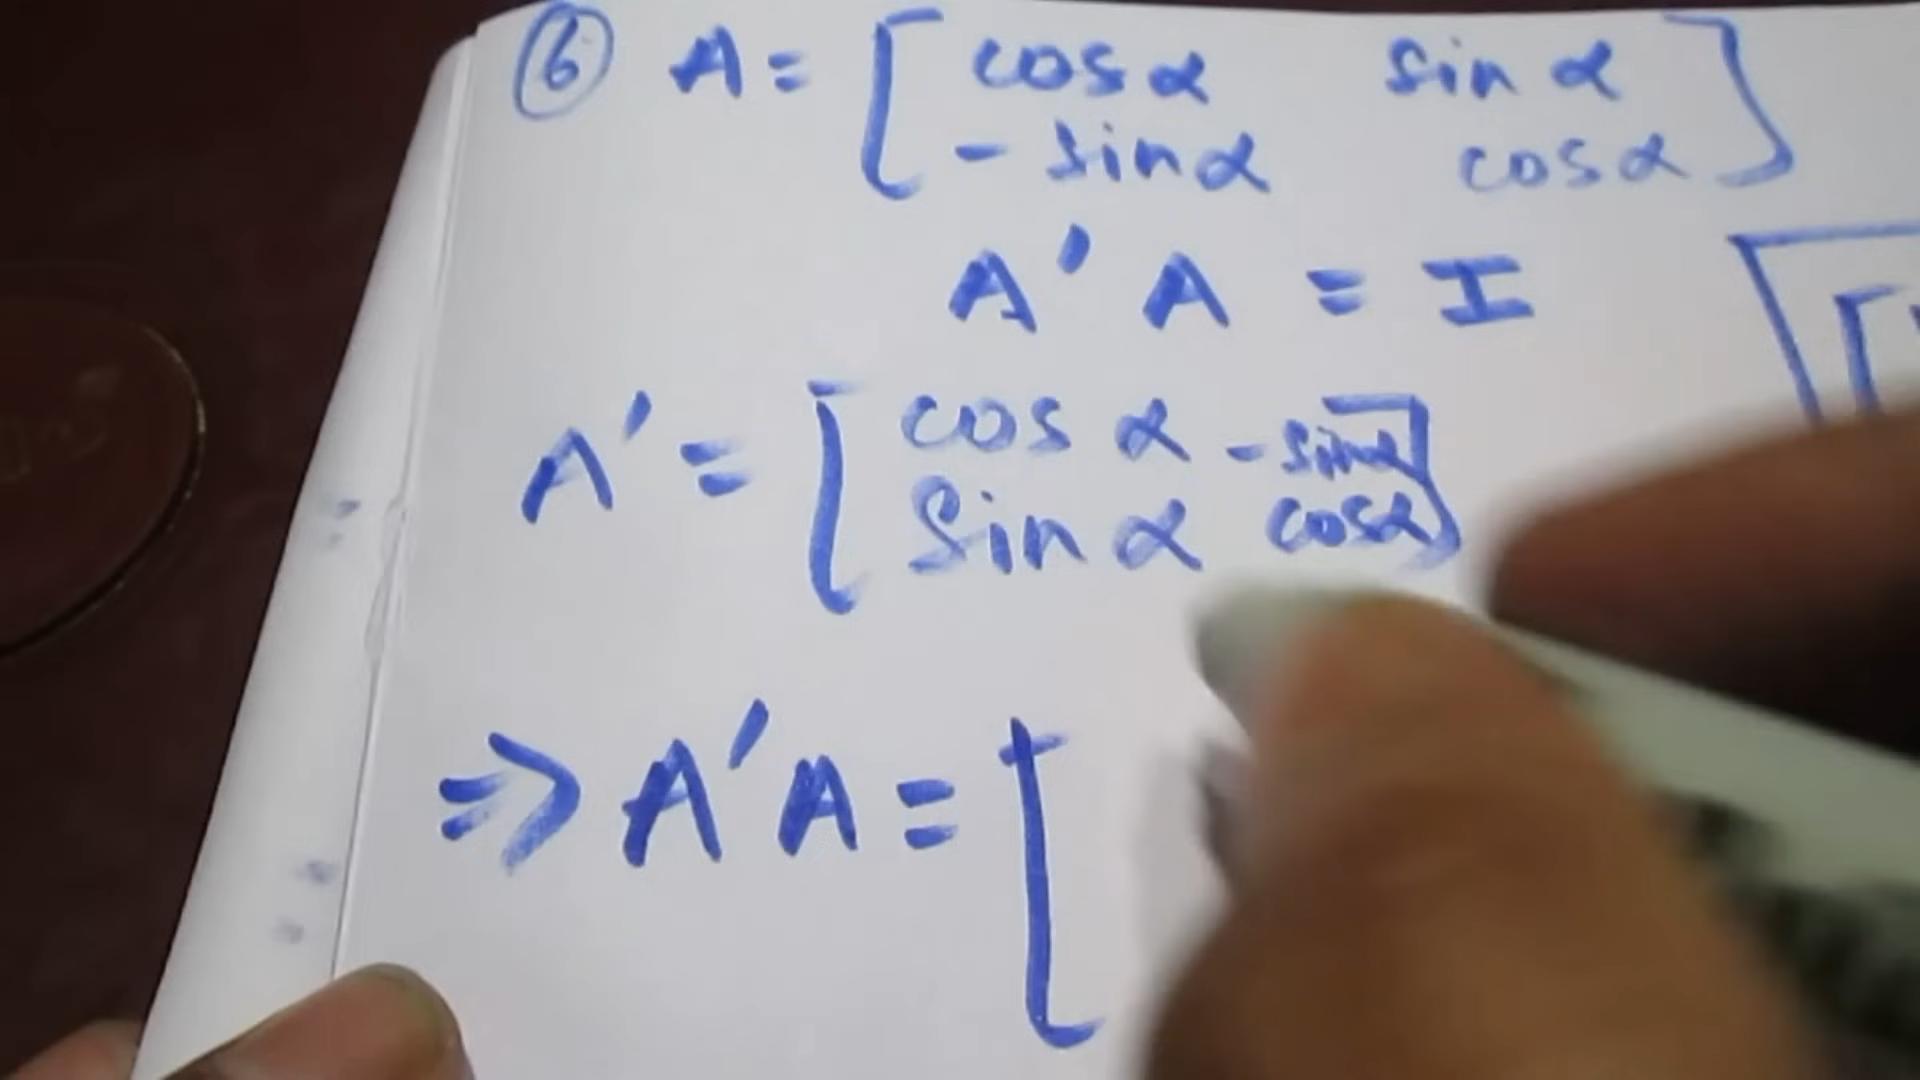 ⑥ A = [ cos α sin α
- sin α cos α ]
A' A = I
A' = [ cos α - sin α
sin α cos α ]
⇒ A'A = [